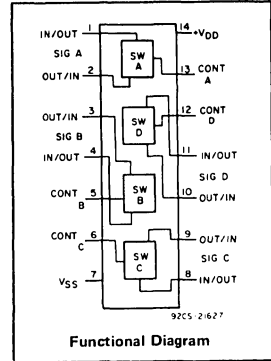 IN/OUT 1
14 +VDD
SIG A
SW A
OUT/IN 2
13 CONT A
OUT/IN 3
12 CONT D
SIG B
SW D
IN/OUT 4
11 IN/OUT
SIG D
CONT B 5
SW B
10 OUT/IN
CONT C 6
9 OUT/IN
SW C
SIG C
VSS 7
8 IN/OUT
92CS-21627
Functional Diagram